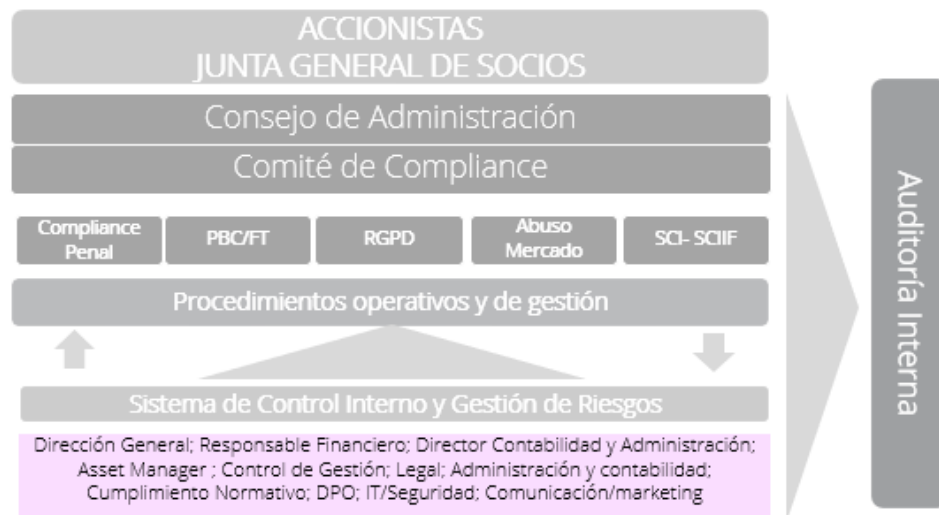 ACCIONISTAS
JUNTA GENERAL DE SOCIOS
Consejo de Administración
Comité de Compliance
Compliance
Penal
PBC/FT
RGPD
Abuso
Mercado
SCI- SCIIF
Procedimientos operativos y de gestión
Sistema de Control Interno y Gestión de Riesgos
Dirección General; Responsable Financiero; Director Contabilidad y Administración;
Asset Manager ; Control de Gestión; Legal; Administración y contabilidad;
Cumplimiento Normativo; DPO; IT/Seguridad; Comunicación/marketing
Auditoría Interna